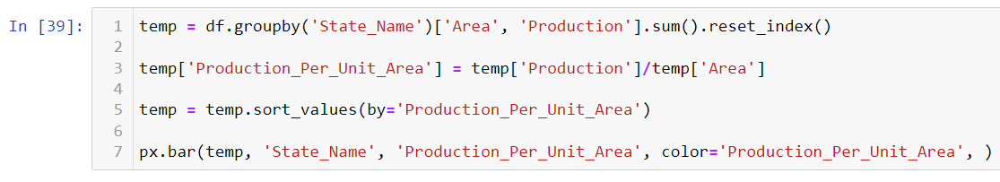 In [39]:
1 temp = df.groupby('State_Name')['Area', 'Production'].sum().reset_index()
2
3 temp['Production_Per_Unit_Area'] = temp['Production']/temp['Area']
4
5 temp = temp.sort_values(by='Production_Per_Unit_Area')
6
7 px.bar(temp, 'State_Name', 'Production_Per_Unit_Area', color='Production_Per_Unit_Area', )